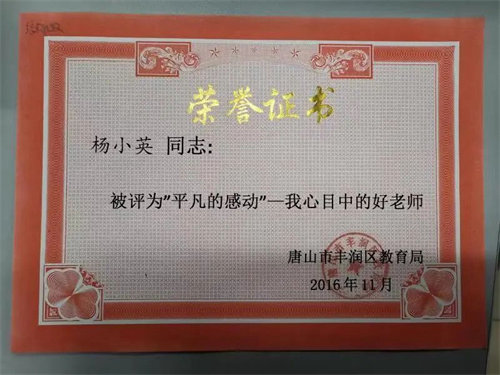 荣誉证书
杨小英 同志:
被评为"平凡的感动"—我心目中的好老师
唐山市丰润区教育局
2016年11月